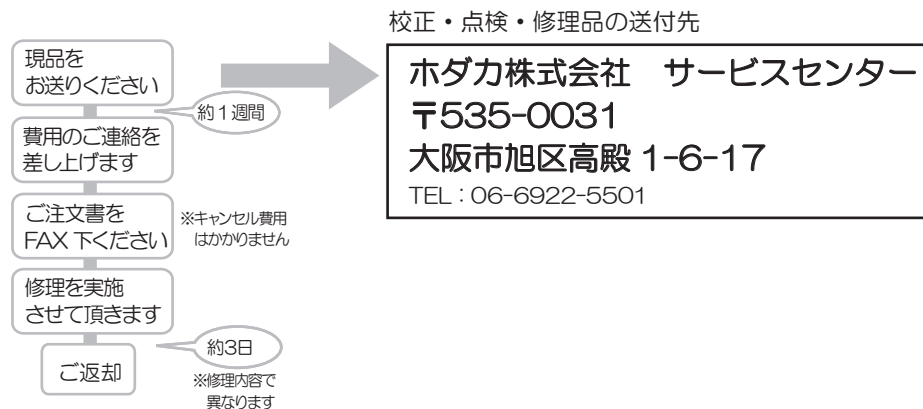 校正・点検・修理品の送付先
ホダカ株式会社　サービスセンター
〒535-0031
大阪市旭区高殿 1-6-17
TEL：06-6922-5501
現品を
お送りください
約1週間
費用のご連絡を
差し上げます
ご注文書を
FAX 下ください
※キャンセル費用
はかかりません
修理を実施
させて頂きます
約3日
ご返却
※修理内容で
異なります